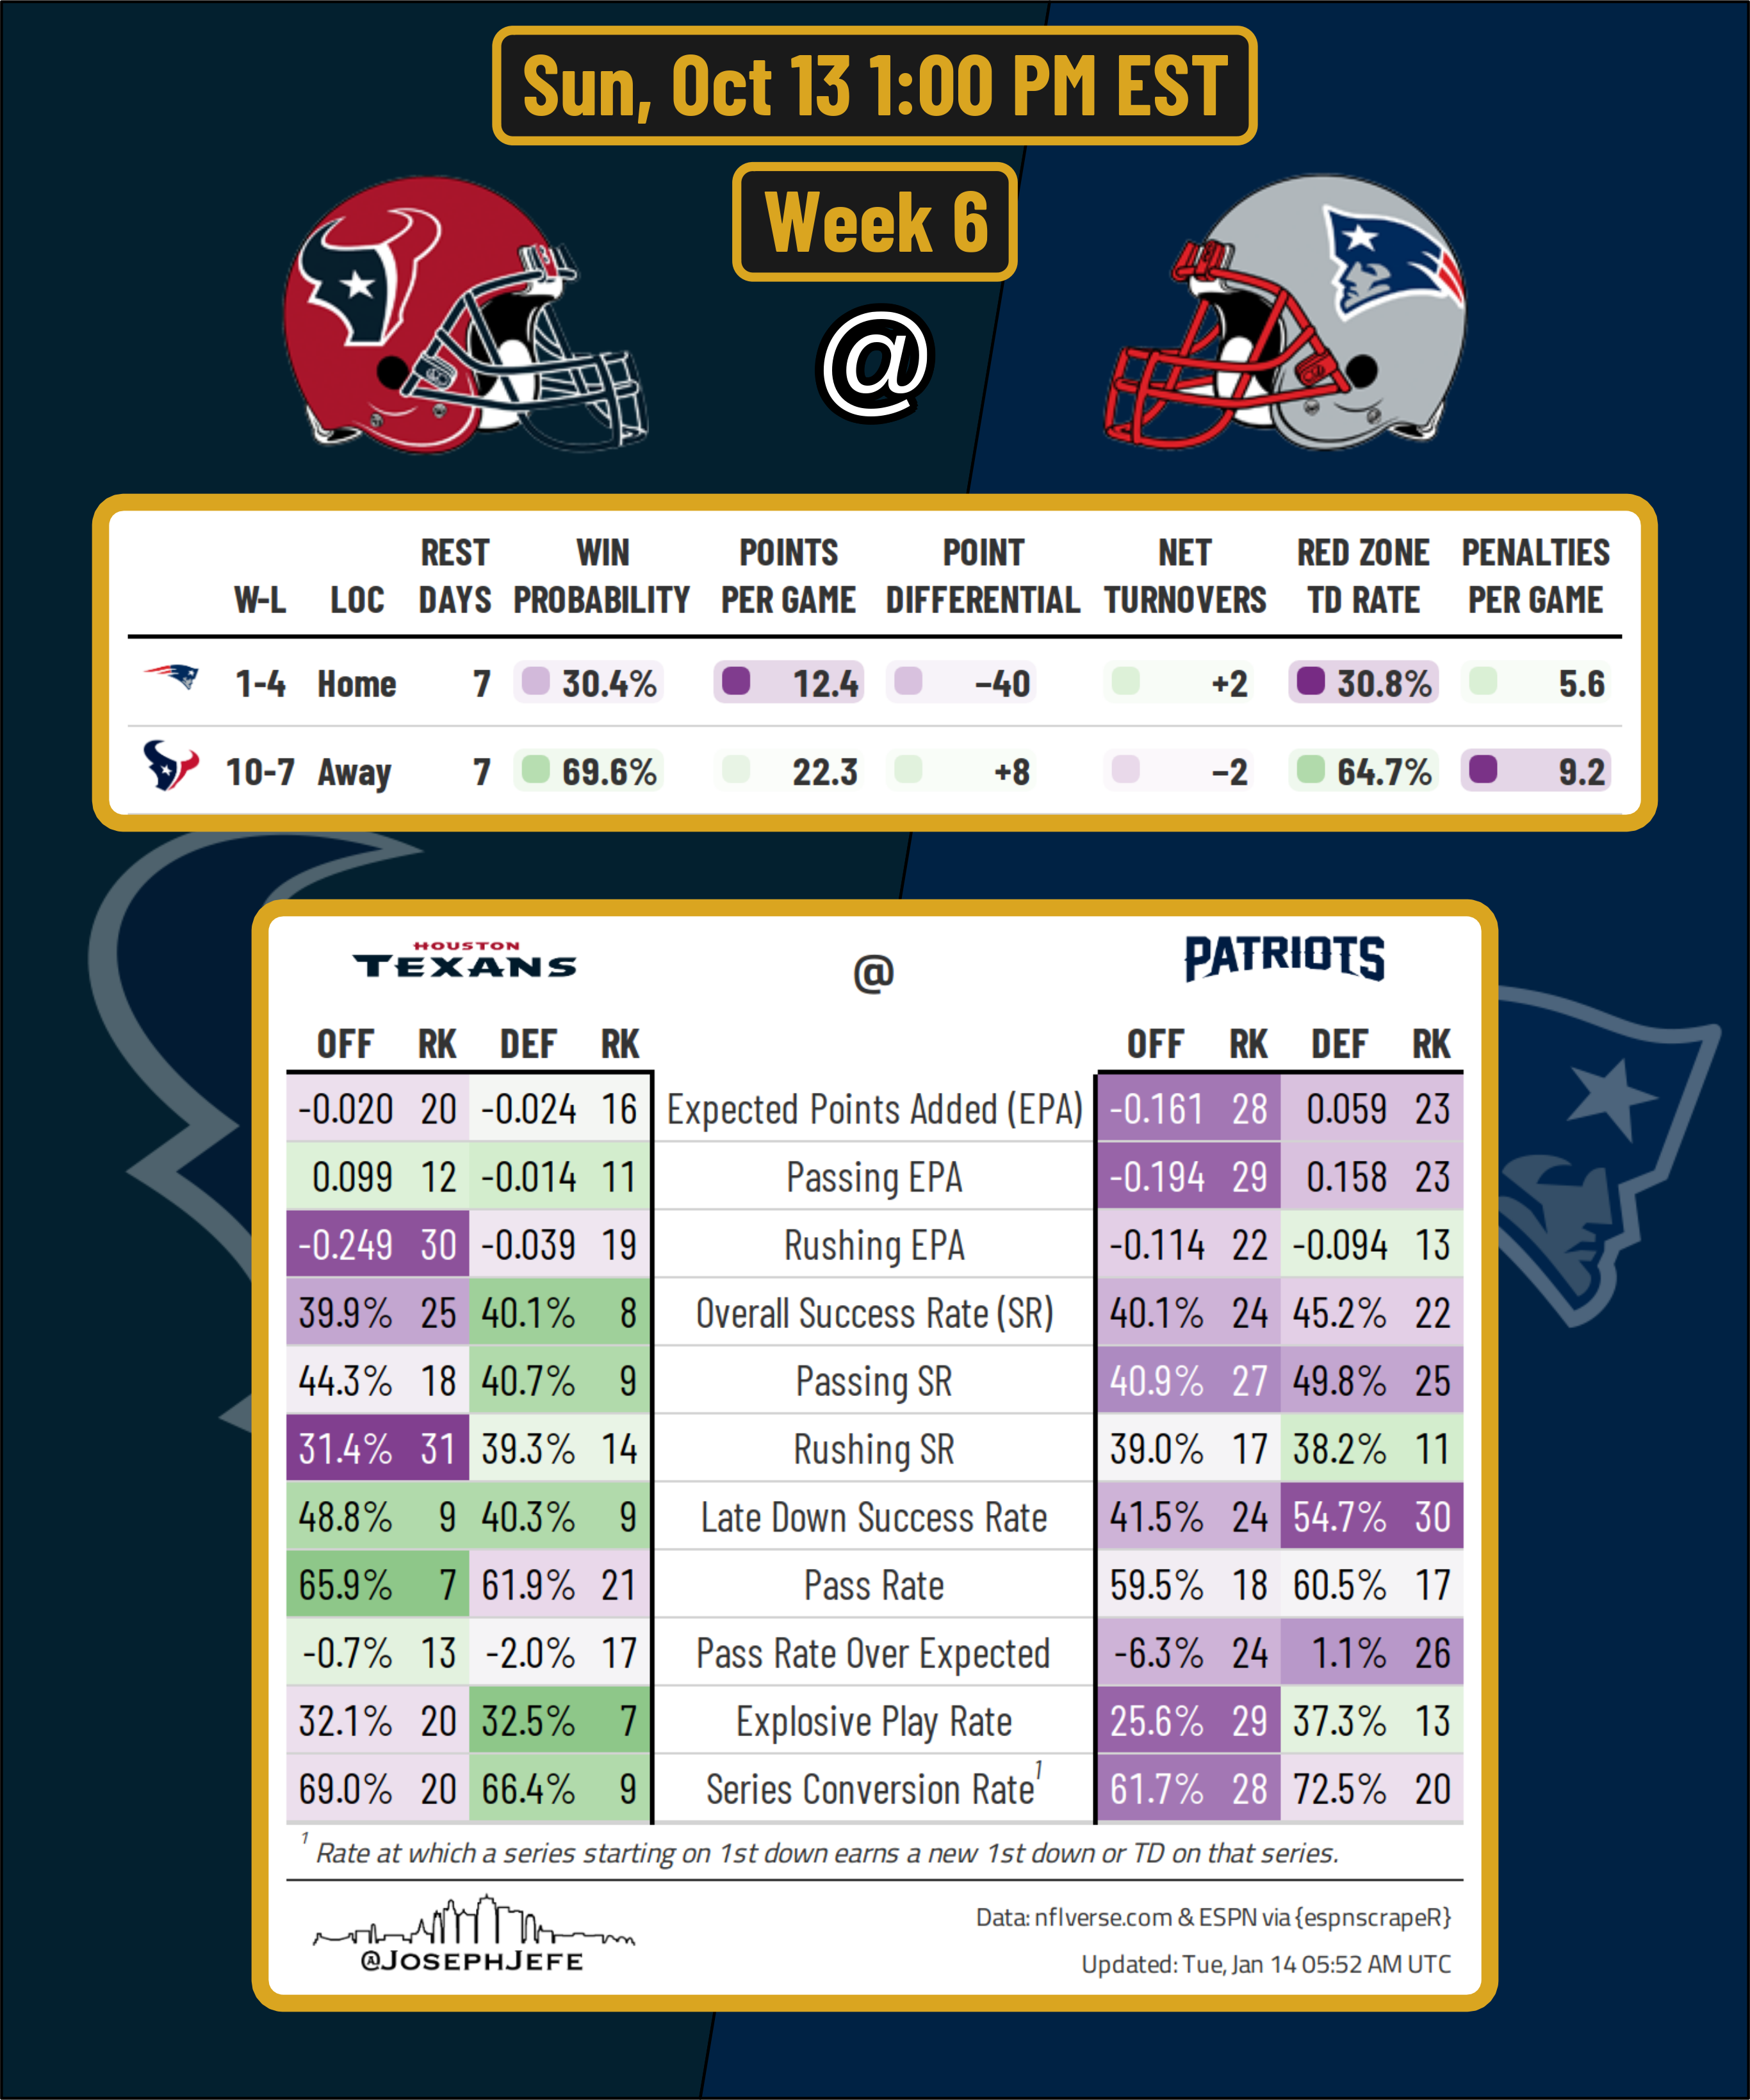 Sun, Oct 13 1:00 PM EST
Week 6
@
W-L LOC REST DAYS WIN PROBABILITY POINTS PER GAME POINT DIFFERENTIAL NET TURNOVERS RED ZONE TD RATE PENALTIES PER GAME
1-4 Home 7 30.4% 12.4 −40 +2 30.8% 5.6
10-7 Away 7 69.6% 22.3 +8 −2 64.7% 9.2
HOUSTON
TEXANS @ PATRIOTS
OFF RK DEF RK OFF RK DEF RK
-0.020 20 -0.024 16 Expected Points Added (EPA) -0.161 28 0.059 23
0.099 12 -0.014 11 Passing EPA -0.194 29 0.158 23
-0.249 30 -0.039 19 Rushing EPA -0.114 22 -0.094 13
39.9% 25 40.1% 8 Overall Success Rate (SR) 40.1% 24 45.2% 22
44.3% 18 40.7% 9 Passing SR 40.9% 27 49.8% 25
31.4% 31 39.3% 14 Rushing SR 39.0% 17 38.2% 11
48.8% 9 40.3% 9 Late Down Success Rate 41.5% 24 54.7% 30
65.9% 7 61.9% 21 Pass Rate 59.5% 18 60.5% 17
-0.7% 13 -2.0% 17 Pass Rate Over Expected -6.3% 24 1.1% 26
32.1% 20 32.5% 7 Explosive Play Rate 25.6% 29 37.3% 13
69.0% 20 66.4% 9 Series Conversion Rate¹ 61.7% 28 72.5% 20
¹ Rate at which a series starting on 1st down earns a new 1st down or TD on that series.
@JOSEPHJEFE
Data: nflverse.com & ESPN via {espnscrapeR}
Updated: Tue, Jan 14 05:52 AM UTC